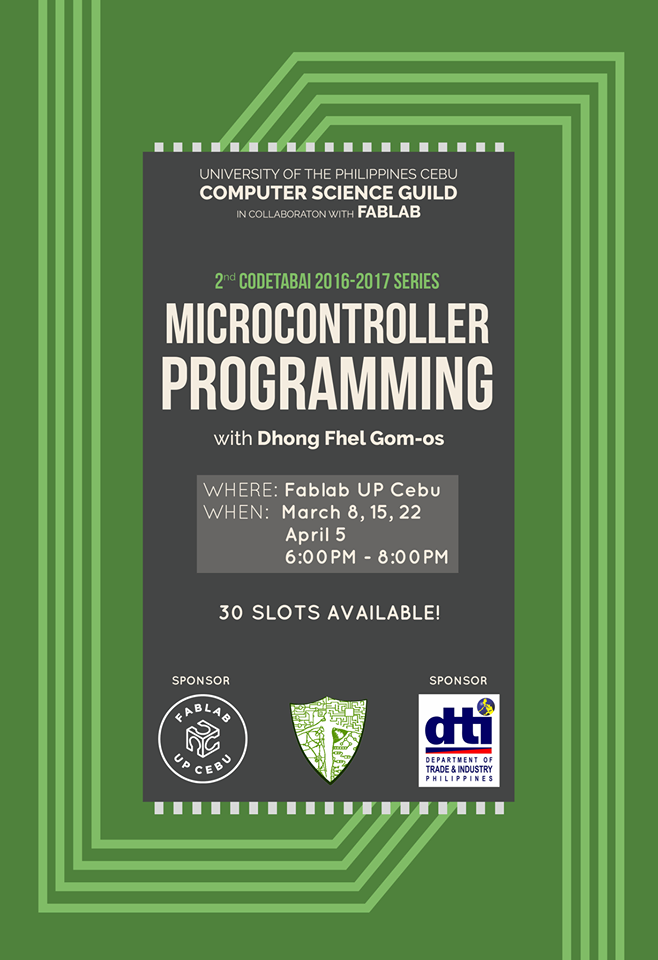 UNIVERSITY OF THE PHILIPPINES CEBU
COMPUTER SCIENCE GUILD
IN COLLABORATON WITH FABLAB
2nd CODETABAI 2016-2017 SERIES
MICROCONTROLLER
PROGRAMMING
with Dhong Fhel Gom-os
WHERE: Fablab UP Cebu
WHEN: March 8, 15, 22
April 5
6:00PM - 8:00PM
30 SLOTS AVAILABLE!
SPONSOR
FABLAB
UP CEBU
SPONSOR
dti
DEPARTMENT OF
TRADE & INDUSTRY
PHILIPPINES